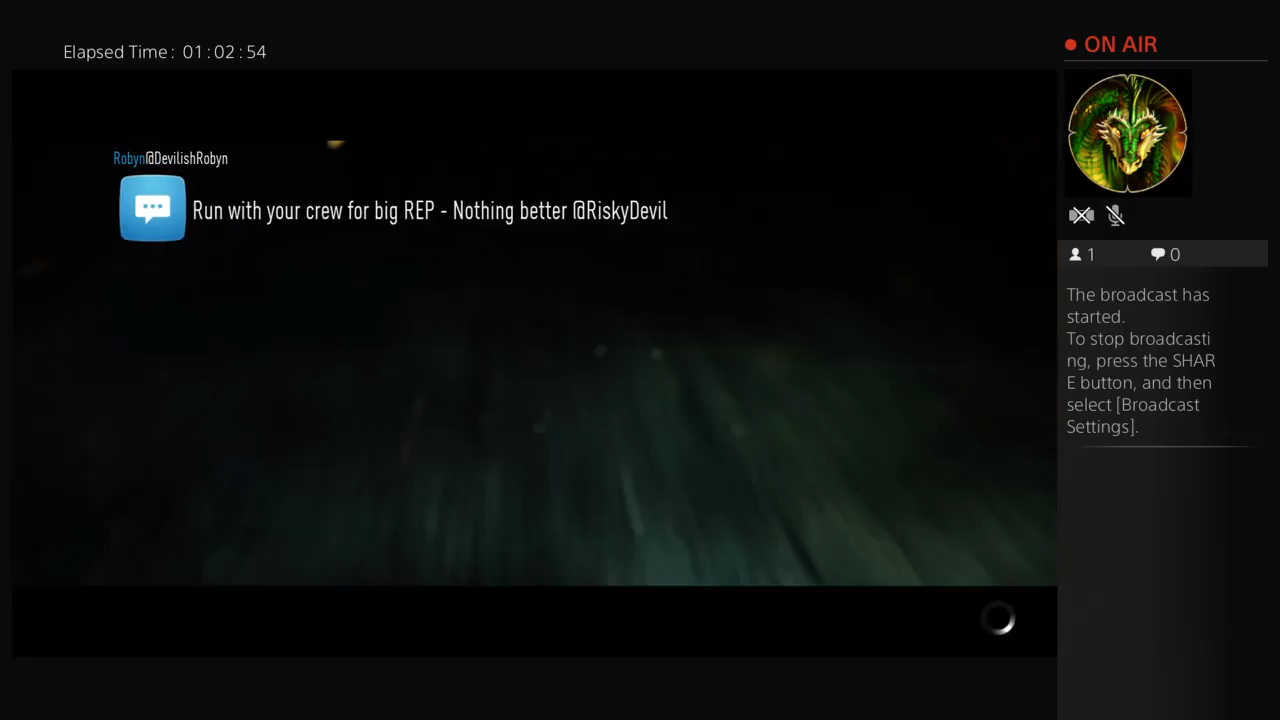 Elapsed Time: 01:02:54
ON AIR
Robyn@DevilishRobyn
Run with your crew for big REP - Nothing better @RiskyDevil
1
0
The broadcast has
started.
To stop broadcasti
ng, press the SHAR
E button, and then
select [Broadcast
Settings].